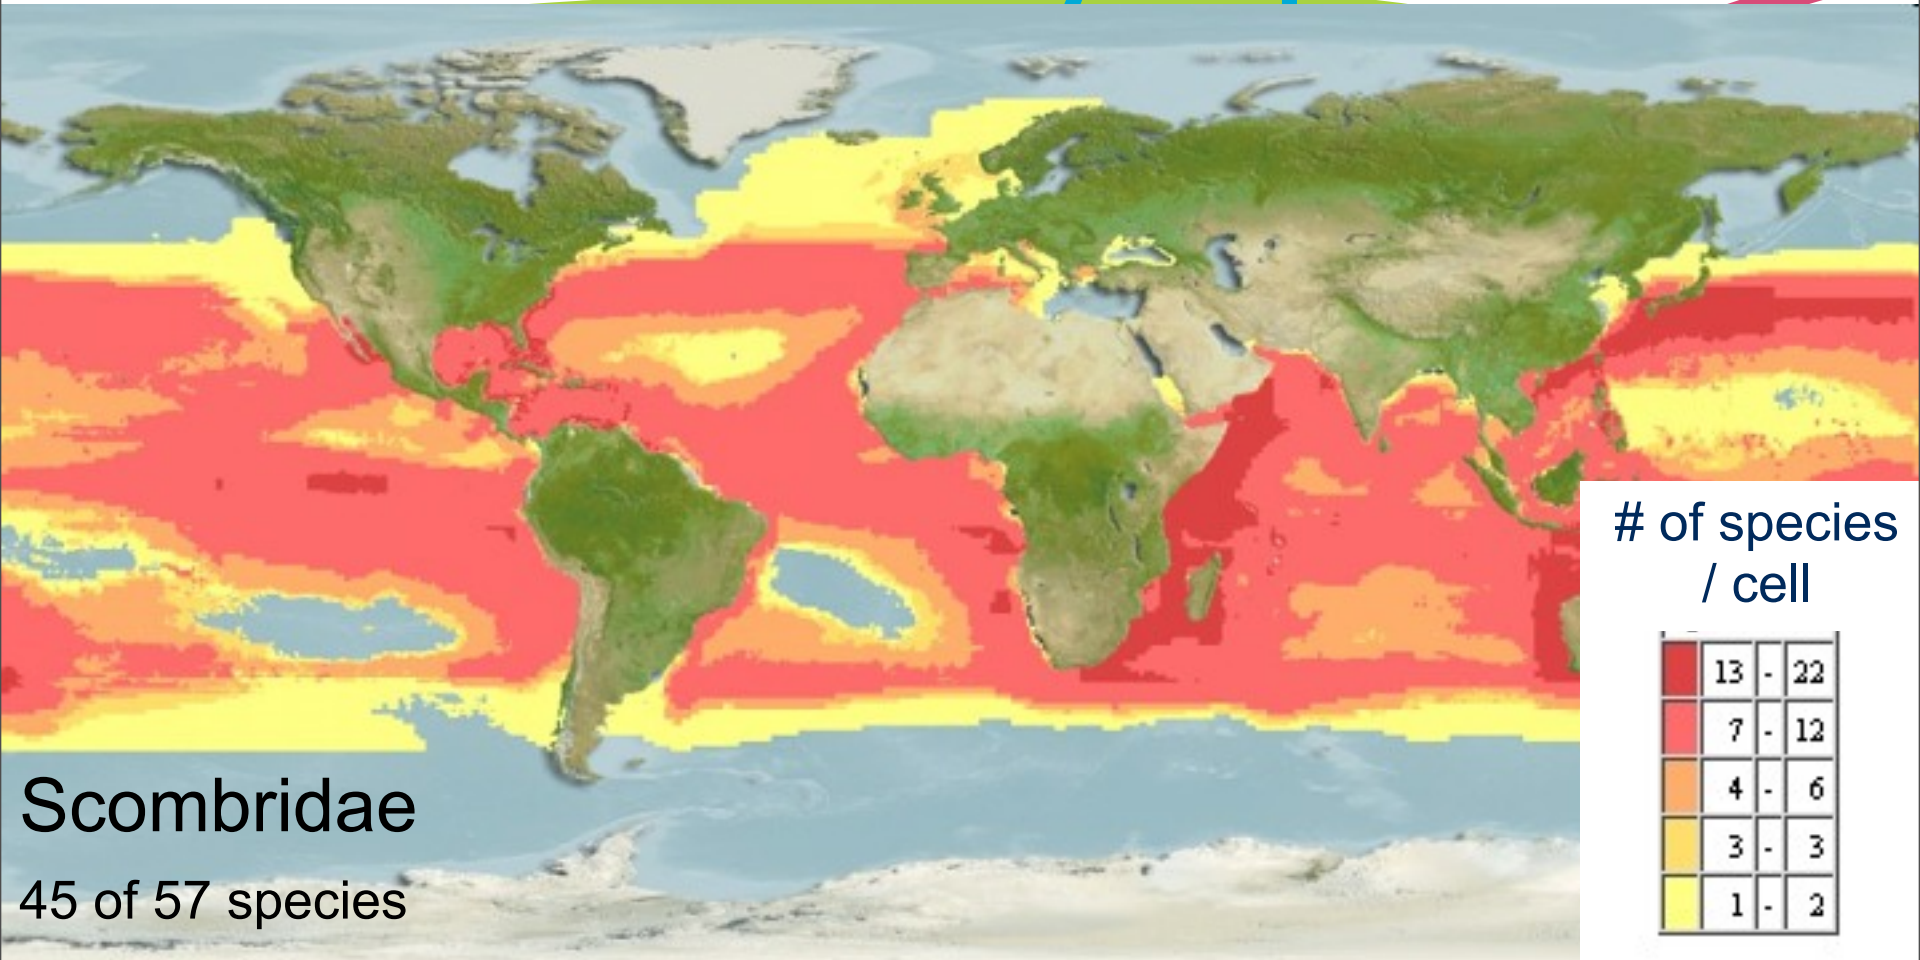 # of species
/ cell
13 - 22
7 - 12
4 - 6
3 - 3
1 - 2
Scombridae
45 of 57 species